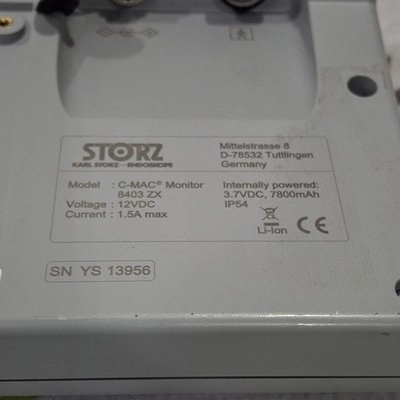 STORZ
KARL STORZ—ENDOSKOPE
Mittelstrasse 8
D-78532 Tuttlingen
Germany
Model : C-MAC® Monitor
8403 ZX
Voltage : 12VDC
Current : 1.5A max
Internally powered:
3.7VDC, 7800mAh
IP54
Li-Ion CE
SN YS 13956